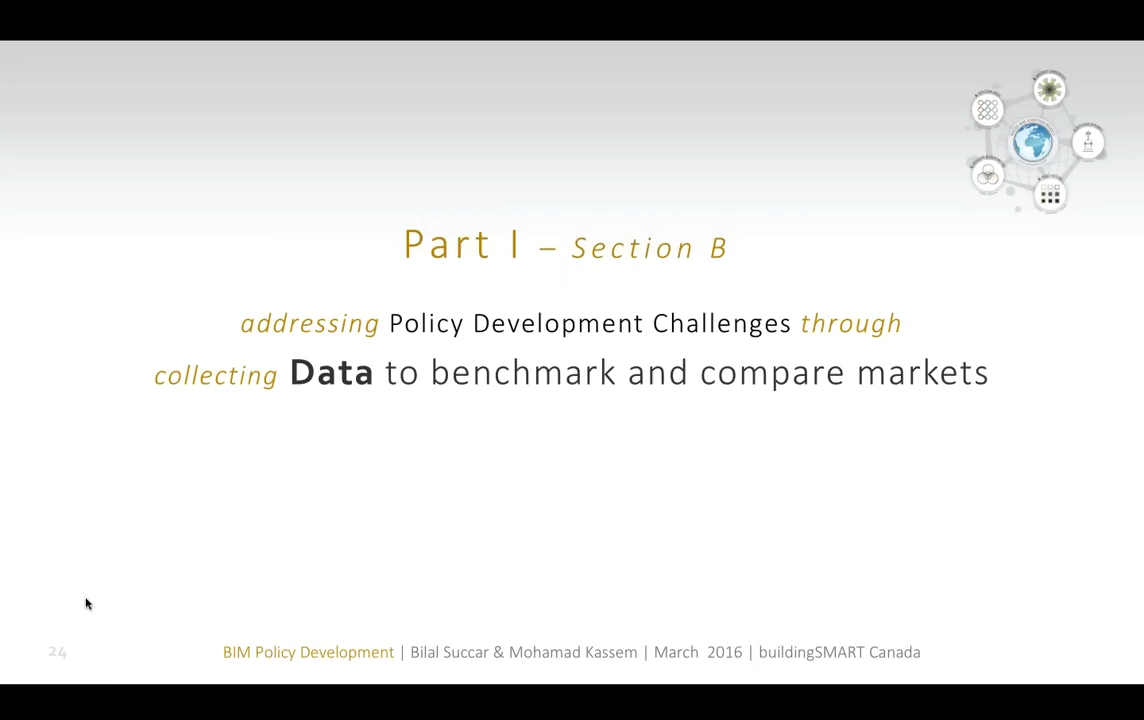 Part I – Section B
addressing Policy Development Challenges through
collecting Data to benchmark and compare markets
24
BIM Policy Development | Bilal Succar & Mohamad Kassem | March 2016 | buildingSMART Canada